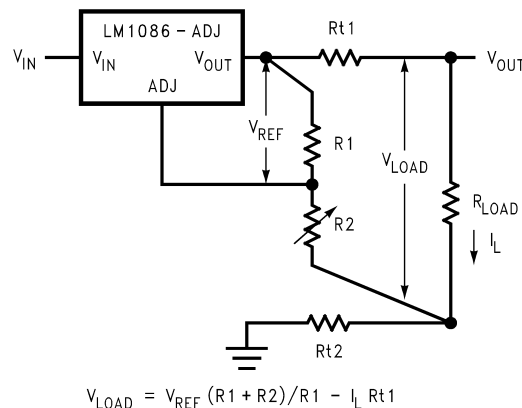 LM1086-ADJ
V_IN
V_IN
V_OUT
ADJ
Rt1
V_OUT
V_REF
R1
V_LOAD
R2
R_LOAD
I_L
Rt2
V_LOAD = V_REF (R1 + R2)/R1 - I_L Rt1